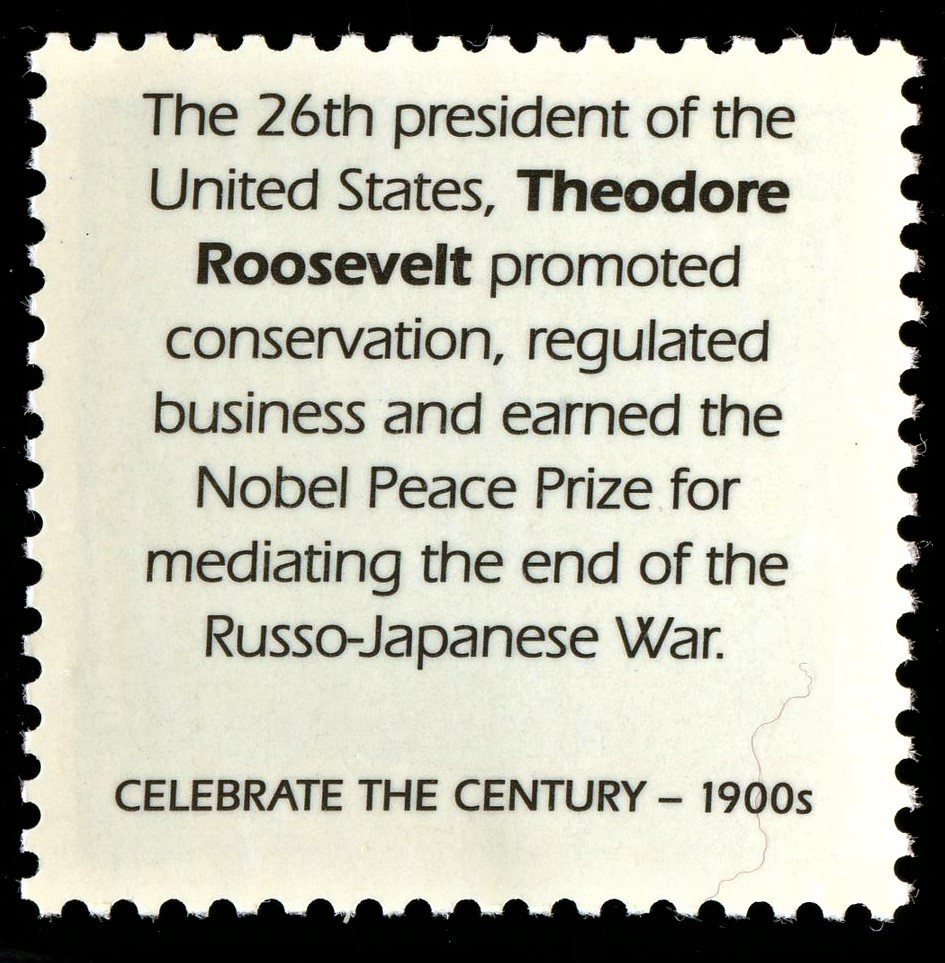 The 26th president of the
United States, Theodore
Roosevelt promoted
conservation, regulated
business and earned the
Nobel Peace Prize for
mediating the end of the
Russo-Japanese War.
CELEBRATE THE CENTURY – 1900s